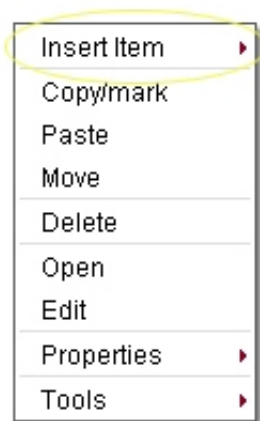 Insert Item
Copy/mark
Paste
Move
Delete
Open
Edit
Properties
Tools